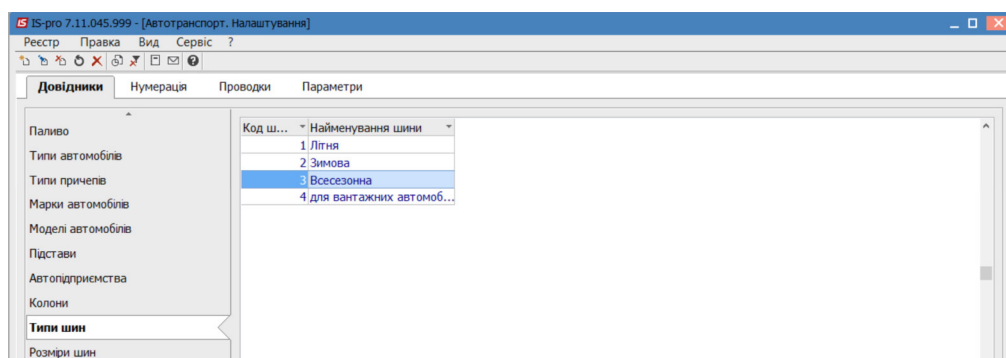 IS-pro 7.11.045.999 - [Автотранспорт. Налаштування]
Реєстр Правка Вид Сервіс ?
Довідники Нумерація Проводки Параметри
Паливо
Типи автомобілів
Типи причепів
Марки автомобілів
Моделі автомобілів
Підстави
Автопідприємства
Колони
Типи шин
Розміри шин
Код ш... Найменування шини
1 Літня
2 Зимова
3 Всесезонна
4 для вантажних автомоб...